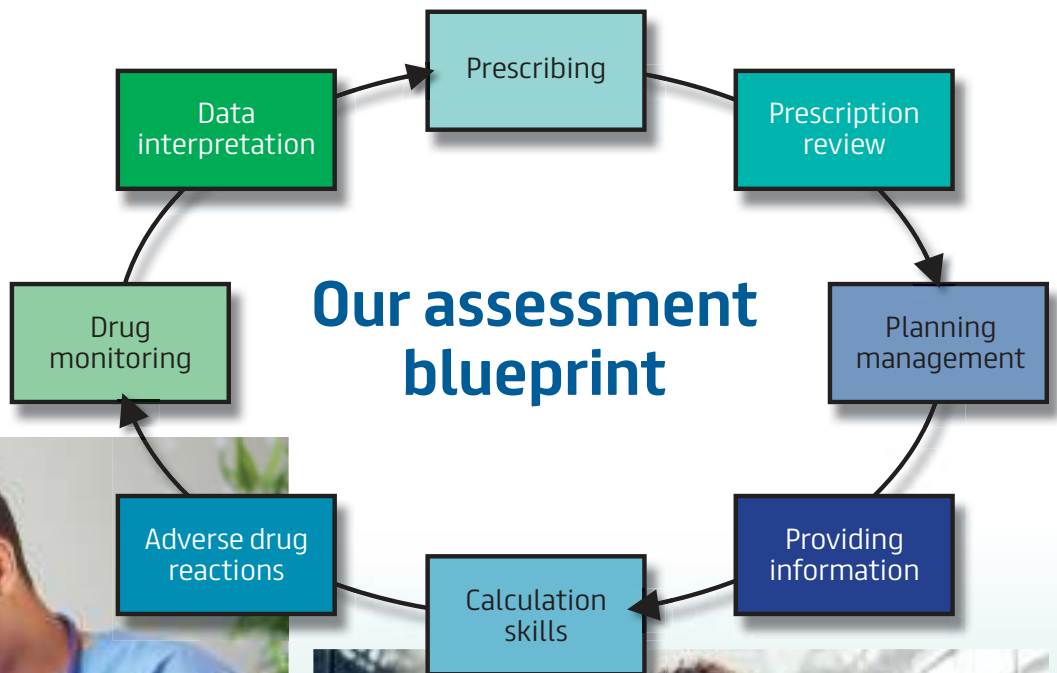 Prescribing
Prescription
review
Planning
management
Providing
information
Calculation
skills
Adverse drug
reactions
Drug
monitoring
Data
interpretation
Our assessment
blueprint